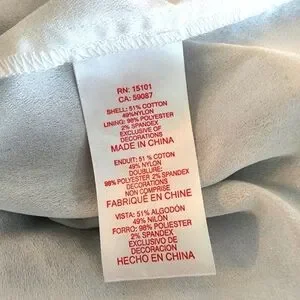 RN: 15101
CA: 59087
SHELL: 51% COTTON
49%NYLON
LINING: 98% POLYESTER
2% SPANDEX
EXCLUSIVE OF
DECORATIONS
MADE IN CHINA
ENDUIT: 51 % COTON
49% NYLON
DOUBLURE:
98% POLYESTER 2% SPANDEX
DECORATIONS
NON COMPRISE
FABRIQUÉ EN CHINE
VISTA: 51% ALGODÓN
49% NILÓN
FORRO: 98% POLIÉSTER
2% SPANDEX
EXCLUSIVO DE
DECORACIÓN
HECHO EN CHINA